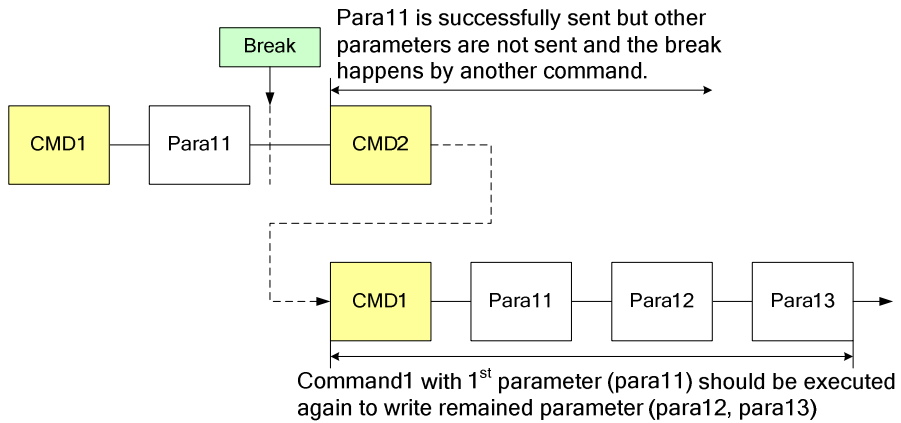 Para11 is successfully sent but other
parameters are not sent and the break
happens by another command.
Break
CMD1
Para11
CMD2
CMD1
Para11
Para12
Para13
Command1 with 1st parameter (para11) should be executed
again to write remained parameter (para12, para13)